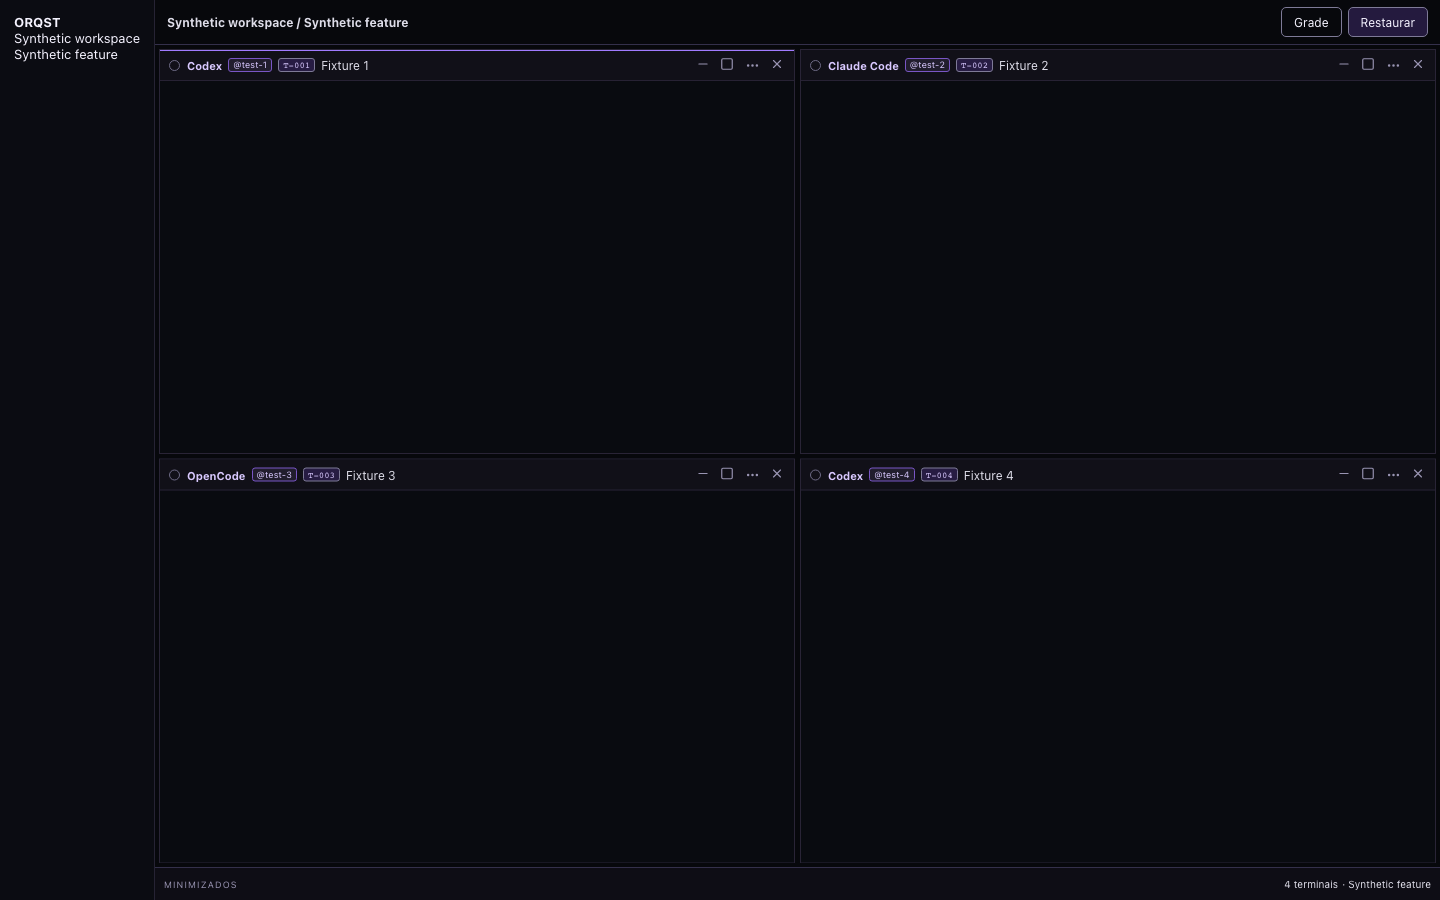 ORQST
Synthetic workspace
Synthetic feature
Synthetic workspace / Synthetic feature
Grade
Restaurar
Codex @test-1 T-001 Fixture 1
Claude Code @test-2 T-002 Fixture 2
OpenCode @test-3 T-003 Fixture 3
Codex @test-4 T-004 Fixture 4
MINIMIZADOS
4 terminais · Synthetic feature